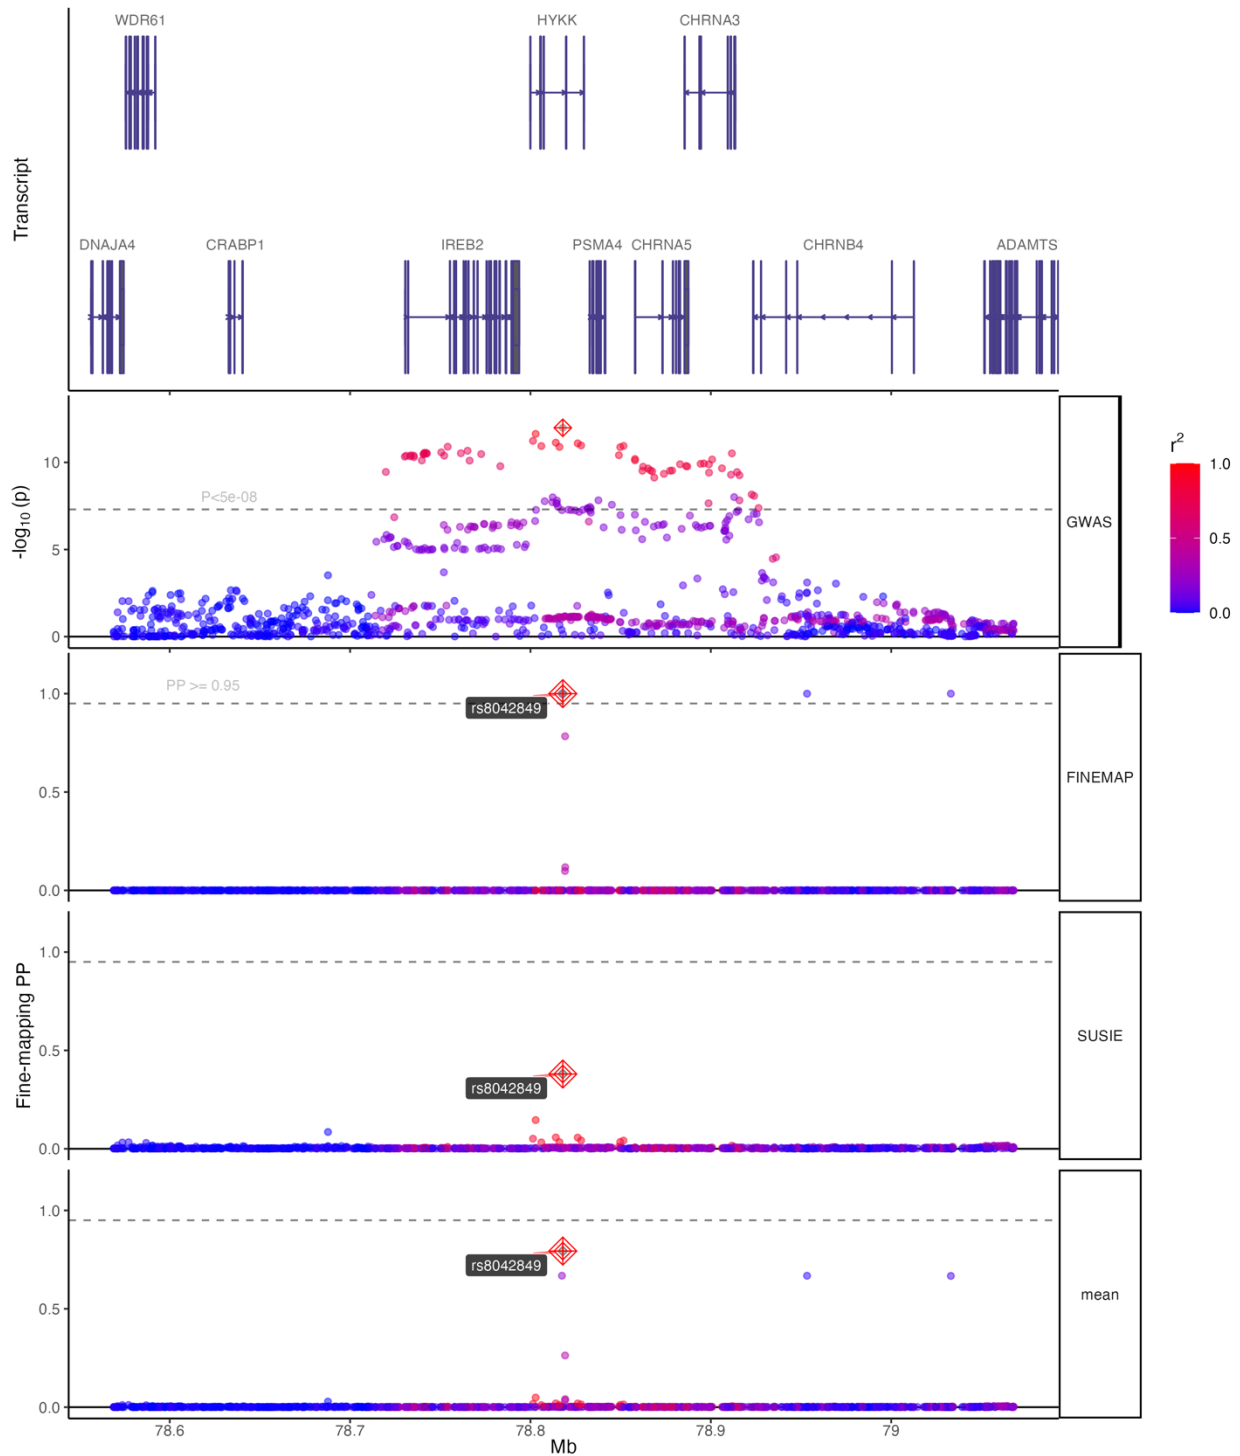 WDR61 HYKK CHRNA3
Transcript
DNAJA4 CRABP1 IREB2 PSMA4 CHRNA5 CHRNB4 ADAMTS
10
5
0
-log10 (p)
P<5e-08
GWAS
r2
1.0
0.5
0.0
1.0
0.5
0.0
PP >= 0.95
rs8042849
FINEMAP
Fine-mapping PP
1.0
0.5
0.0
rs8042849
SUSIE
1.0
0.5
0.0
rs8042849
mean
78.6 78.7 78.8 78.9 79
Mb